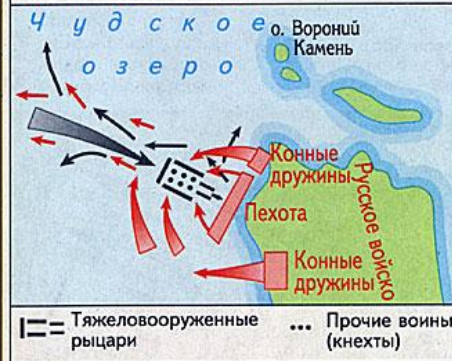 Чудское
озеро
о. Вороний
Камень
Конные
дружины
Русское войско
Пехота
Конные
дружины
Тяжеловооруженные
рыцари
Прочие воины
(кнехты)